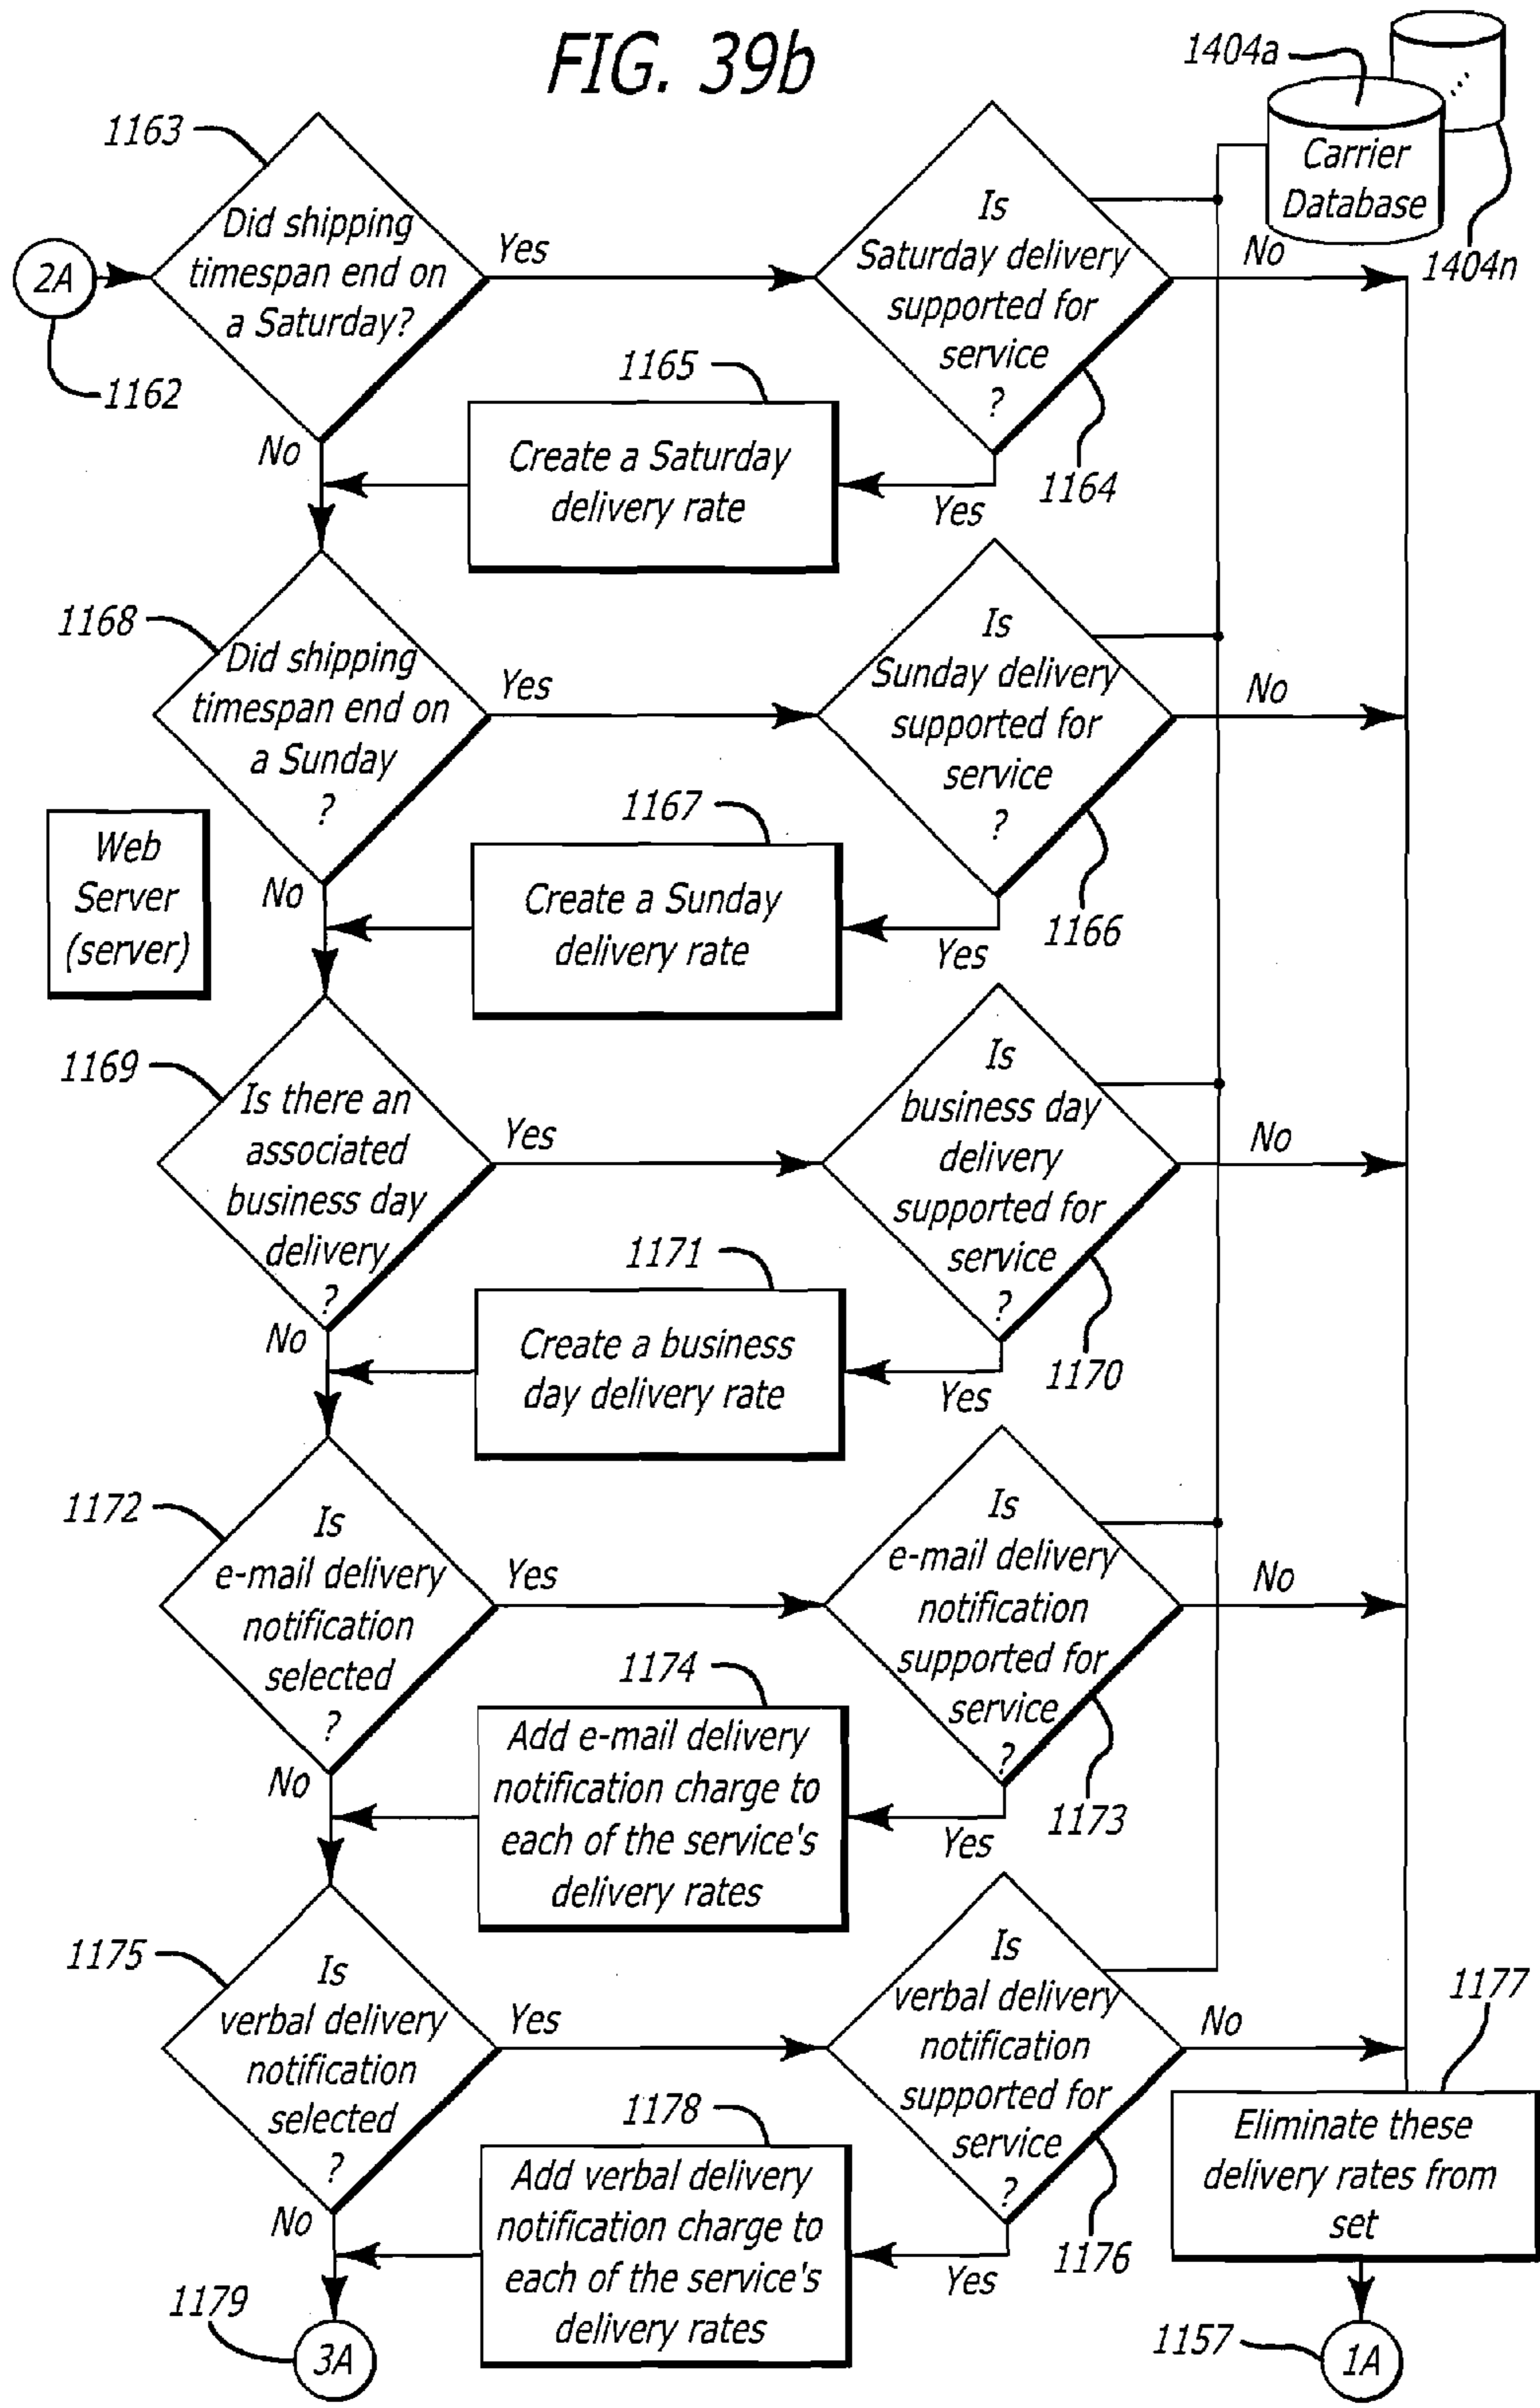 FIG. 39b
1404a
Carrier
Database
1404n
1163
Did shipping
timespan end on
a Saturday?
Yes
No
2A
1162
Is
Saturday delivery
supported for
service
?
No
Yes
1164
1165
Create a Saturday
delivery rate
1168
Did shipping
timespan end on
a Sunday
?
Yes
No
Is
Sunday delivery
supported for
service
?
No
Yes
1166
1167
Create a Sunday
delivery rate
Web
Server
(server)
1169
Is there an
associated
business day
delivery
?
Yes
No
Is
business day
delivery
supported for
service
?
No
Yes
1170
1171
Create a business
day delivery rate
1172
Is
e-mail delivery
notification
selected
?
Yes
No
Is
e-mail delivery
notification
supported for
service
?
No
Yes
1173
1174
Add e-mail delivery
notification charge to
each of the service's
delivery rates
1175
Is
verbal delivery
notification
selected
?
Yes
No
Is
verbal delivery
notification
supported for
service
?
No
Yes
1176
1177
Eliminate these
delivery rates from
set
1178
Add verbal delivery
notification charge to
each of the service's
delivery rates
1179
3A
1157
1A